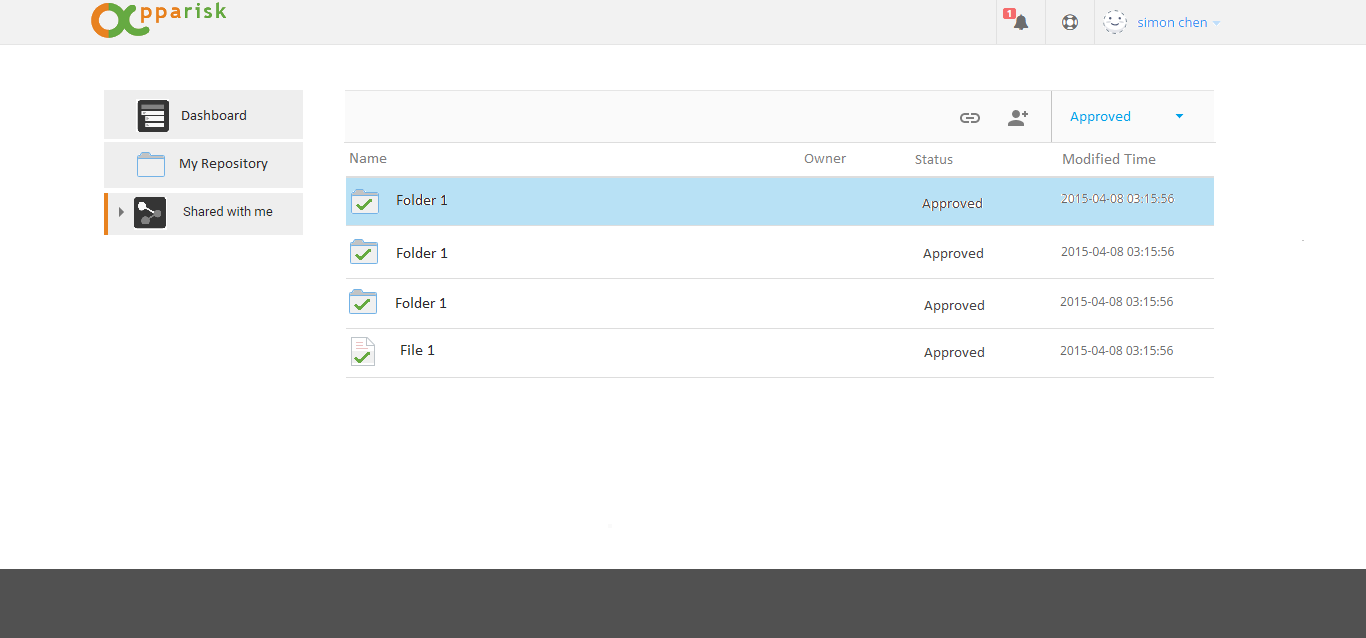 pparisk
1
simon chen
Dashboard
My Repository
Shared with me
Approved
Name Owner Status Modified Time
Folder 1 Approved 2015-04-08 03:15:56
Folder 1 Approved 2015-04-08 03:15:56
Folder 1 Approved 2015-04-08 03:15:56
File 1 Approved 2015-04-08 03:15:56